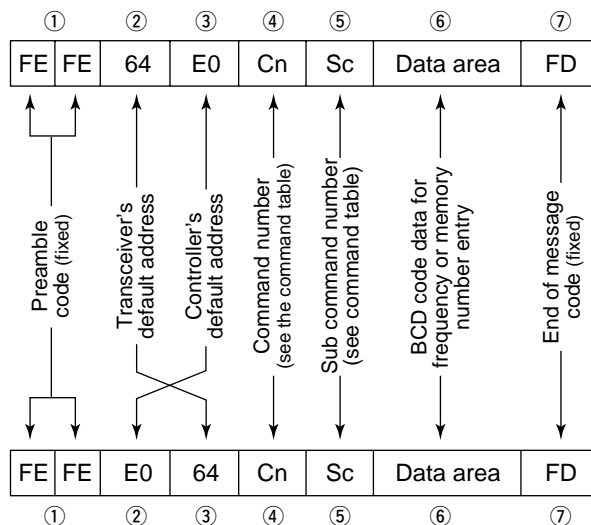 ① ② ③ ④ ⑤ ⑥ ⑦
FE FE 64 E0 Cn Sc Data area FD
Preamble
code (fixed)
Transceiver's
default address
Controller's
default address
Command number
(see the command table)
Sub command number
(see command table)
BCD code data for
frequency or memory
number entry
End of message
code (fixed)
FE FE E0 64 Cn Sc Data area FD
① ② ③ ④ ⑤ ⑥ ⑦